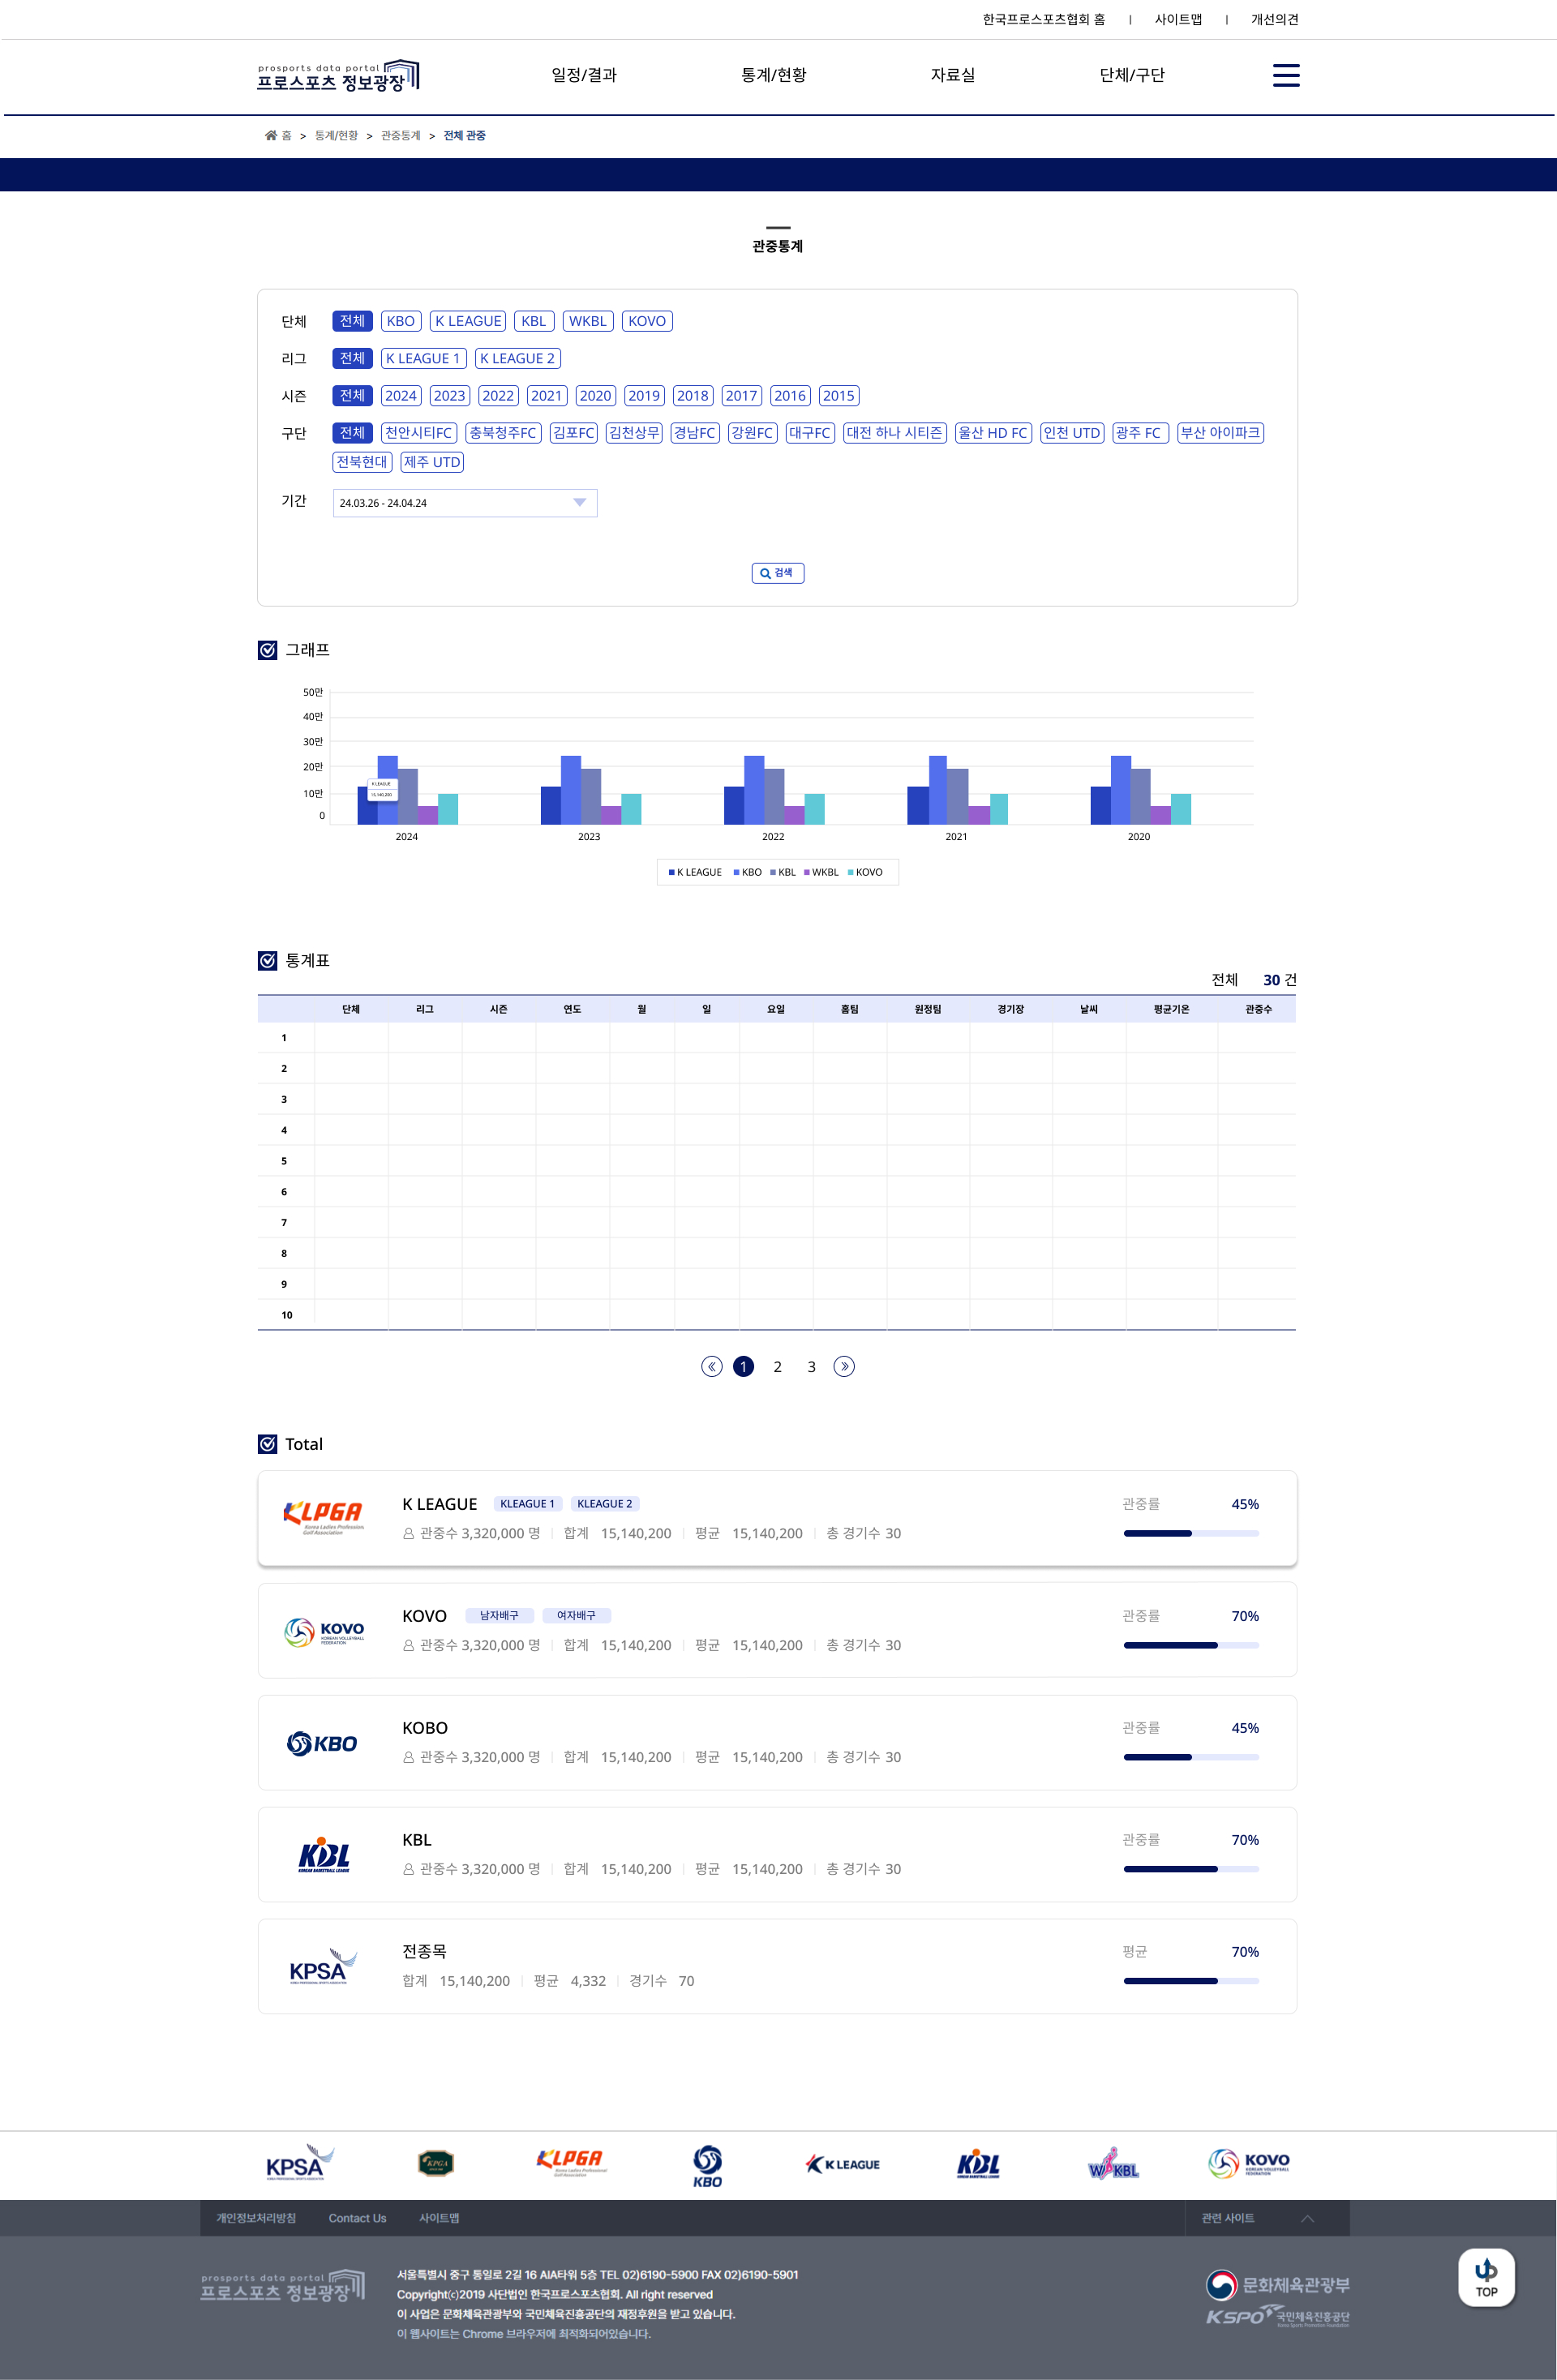 한국프로스포츠협회 홈 | 사이트맵 | 개선의견
prosports data portal
프로스포츠 정보광장
일정/결과 통계/현황 자료실 단체/구단
홈 > 통계/현황 > 관중통계 > 전체 관중
관중통계
단체 전체 KBO K LEAGUE KBL WKBL KOVO
리그 전체 K LEAGUE 1 K LEAGUE 2
시즌 전체 2024 2023 2022 2021 2020 2019 2018 2017 2016 2015
구단 전체 천안시티FC 충북청주FC 김포FC 김천상무 경남FC 강원FC 대구FC 대전 하나 시티즌 울산 HD FC 인천 UTD 광주 FC 부산 아이파크
전북현대 제주 UTD
기간 24.03.26 - 24.04.24
검색
그래프
50만
40만
30만
20만
10만
0
K LEAGUE
15,140,200
2024 2023 2022 2021 2020
K LEAGUE KBO KBL WKBL KOVO
통계표
전체 30 건
단체 리그 시즌 연도 월 일 요일 홈팀 원정팀 경기장 날씨 평균기온 관중수
1
2
3
4
5
6
7
8
9
10
1 2 3
Total
KLPGA
Korea Ladies Professional
Golf Association
K LEAGUE KLEAGUE 1 KLEAGUE 2
관중수 3,320,000 명 | 합계 15,140,200 | 평균 15,140,200 | 총 경기수 30
관중률 45%
KOVO
KOREAN VOLLEYBALL
FEDERATION
KOVO 남자배구 여자배구
관중수 3,320,000 명 | 합계 15,140,200 | 평균 15,140,200 | 총 경기수 30
관중률 70%
KBO
KOBO
관중수 3,320,000 명 | 합계 15,140,200 | 평균 15,140,200 | 총 경기수 30
관중률 45%
KBL
KOREAN BASKETBALL LEAGUE
KBL
관중수 3,320,000 명 | 합계 15,140,200 | 평균 15,140,200 | 총 경기수 30
관중률 70%
KPSA
전종목
합계 15,140,200 | 평균 4,332 | 경기수 70
평균 70%
KPSA KPGA KLPGA KBO K LEAGUE KBL WKBL KOVO
개인정보처리방침 Contact Us 사이트맵 관련 사이트
prosports data portal
프로스포츠 정보광장
서울특별시 중구 통일로 2길 16 AIA타워 5층 TEL 02)6190-5900 FAX 02)6190-5901
Copyright(c)2019 사단법인 한국프로스포츠협회. All right reserved
이 사업은 문화체육관광부와 국민체육진흥공단의 재정후원을 받고 있습니다.
이 웹사이트는 Chrome 브라우저에 최적화되어있습니다.
문화체육관광부
KSPO 국민체육진흥공단
UP
TOP